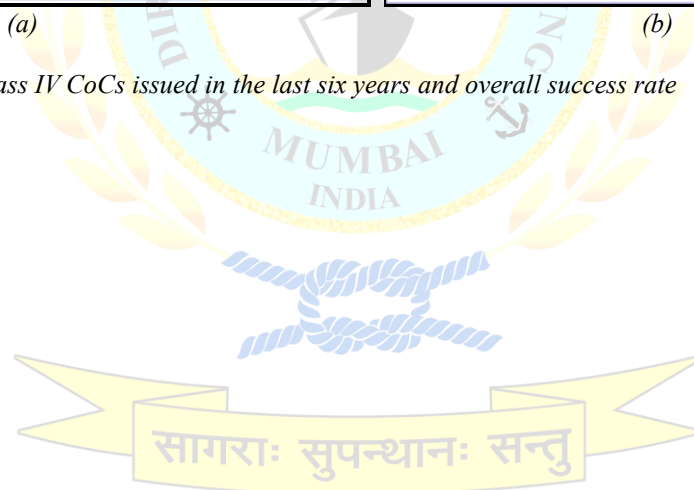 (a) (b)
ass IV CoCs issued in the last six years and overall success rate
MUMBAI
INDIA
सागराः सुपन्थानः सन्तु